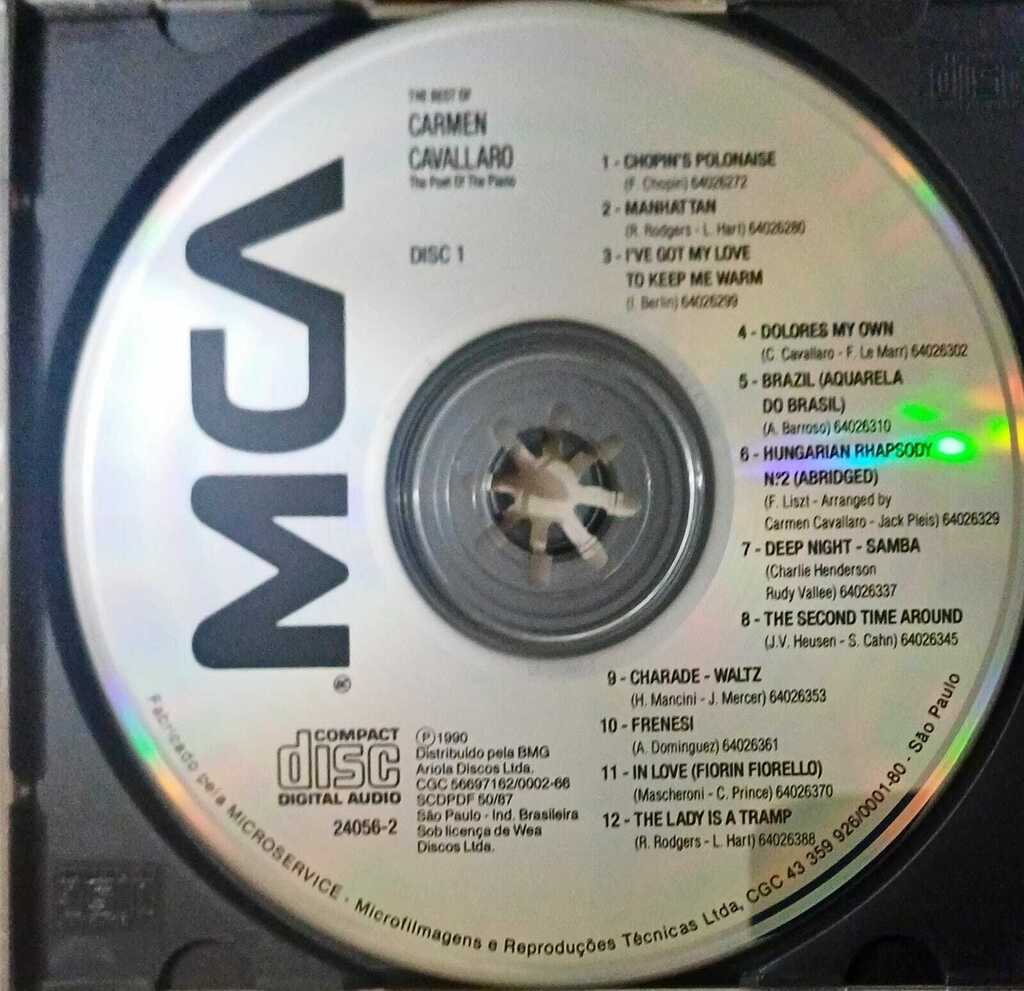 MCA
THE BEST OF
CARMEN
CAVALLARO
The Poet Of The Piano
DISC 1
1 - CHOPIN'S POLONAISE
(F. Chopin) 64026272
2 - MANHATTAN
(R. Rodgers - L. Hart) 64026280
3 - I'VE GOT MY LOVE
TO KEEP ME WARM
(I. Berlin) 64026299
4 - DOLORES MY OWN
(C. Cavallaro - F. Le Marr) 64026302
5 - BRAZIL (AQUARELA
DO BRASIL)
(A. Barroso) 64026310
6 - HUNGARIAN RHAPSODY
N.º2 (ABRIDGED)
(F. Liszt - Arranged by
Carmen Cavallaro - Jack Pleis) 64026329
7 - DEEP NIGHT - SAMBA
(Charlie Henderson
Rudy Vallee) 64026337
8 - THE SECOND TIME AROUND
(J.V. Heusen - S. Cahn) 64026345
9 - CHARADE - WALTZ
(H. Mancini - J. Mercer) 64026353
10 - FRENESI
(A. Dominguez) 64026361
11 - IN LOVE (FIORIN FIORELLO)
(Mascheroni - C. Prince) 64026370
12 - THE LADY IS A TRAMP
(R. Rodgers - L. Hart) 64026388
COMPACT
disc
DIGITAL AUDIO
24056-2
℗1990
Distribuído pela BMG
Ariola Discos Ltda.
CGC 56697162/0002-66
SCDPDF 50/87
São Paulo - Ind. Brasileira
Sob licença de Wea
Discos Ltda.
Fabricado pela MICROSERVICE - Microfilmagens e Reproduções Técnicas Ltda, CGC 43 359 926/0001-80 - São Paulo